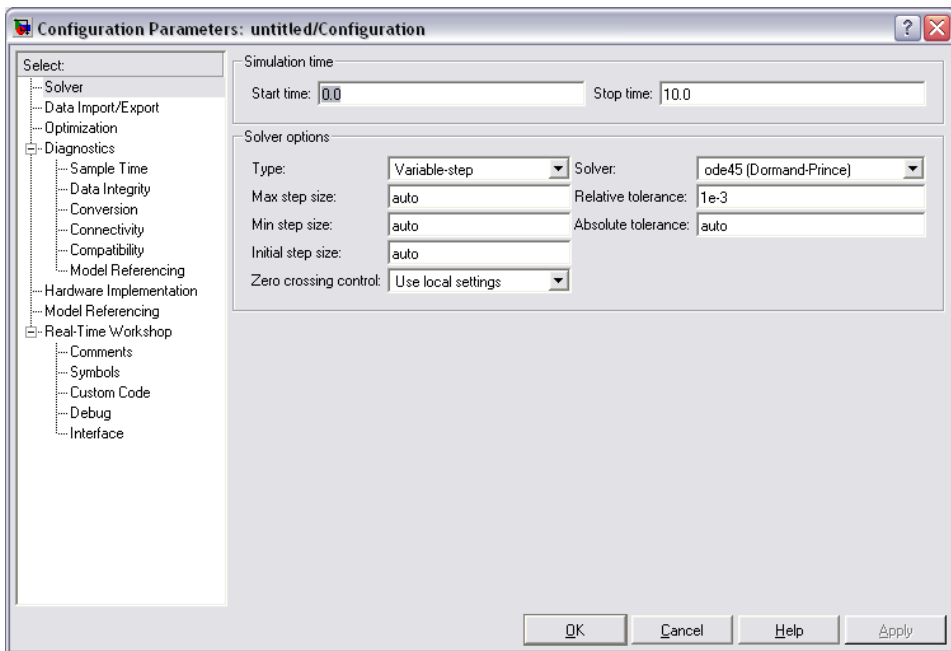 Configuration Parameters: untitled/Configuration
Select:
Solver
Data Import/Export
Optimization
Diagnostics
Sample Time
Data Integrity
Conversion
Connectivity
Compatibility
Model Referencing
Hardware Implementation
Model Referencing
Real-Time Workshop
Comments
Symbols
Custom Code
Debug
Interface
Simulation time
Start time: 0.0 Stop time: 10.0
Solver options
Type: Variable-step Solver: ode45 (Dormand-Prince)
Max step size: auto Relative tolerance: 1e-3
Min step size: auto Absolute tolerance: auto
Initial step size: auto
Zero crossing control: Use local settings
OK Cancel Help Apply